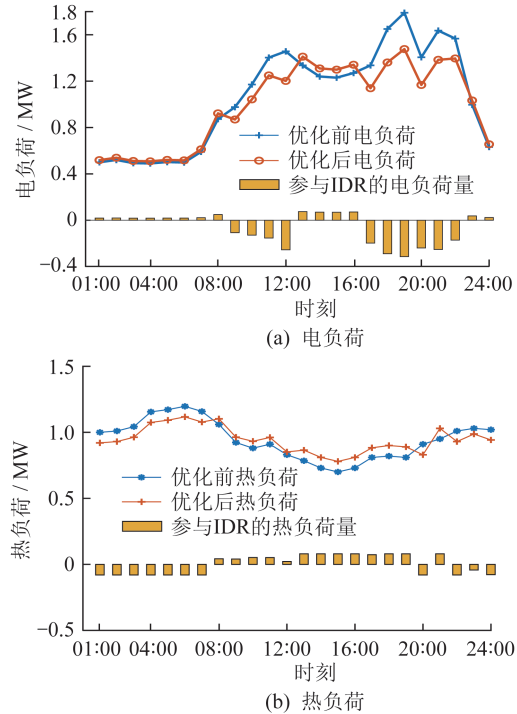 1.8
1.6
1.2
0.8
0.4
0
−0.4
电负荷 / MW
优化前电负荷
优化后电负荷
参与IDR的电负荷量
01:00 04:00 08:00 12:00 16:00 20:00 24:00
时刻
(a) 电负荷
1.5
1.0
0.5
0
−0.5
热负荷 / MW
优化前热负荷
优化后热负荷
参与IDR的热负荷量
01:00 04:00 08:00 12:00 16:00 20:00 24:00
时刻
(b) 热负荷